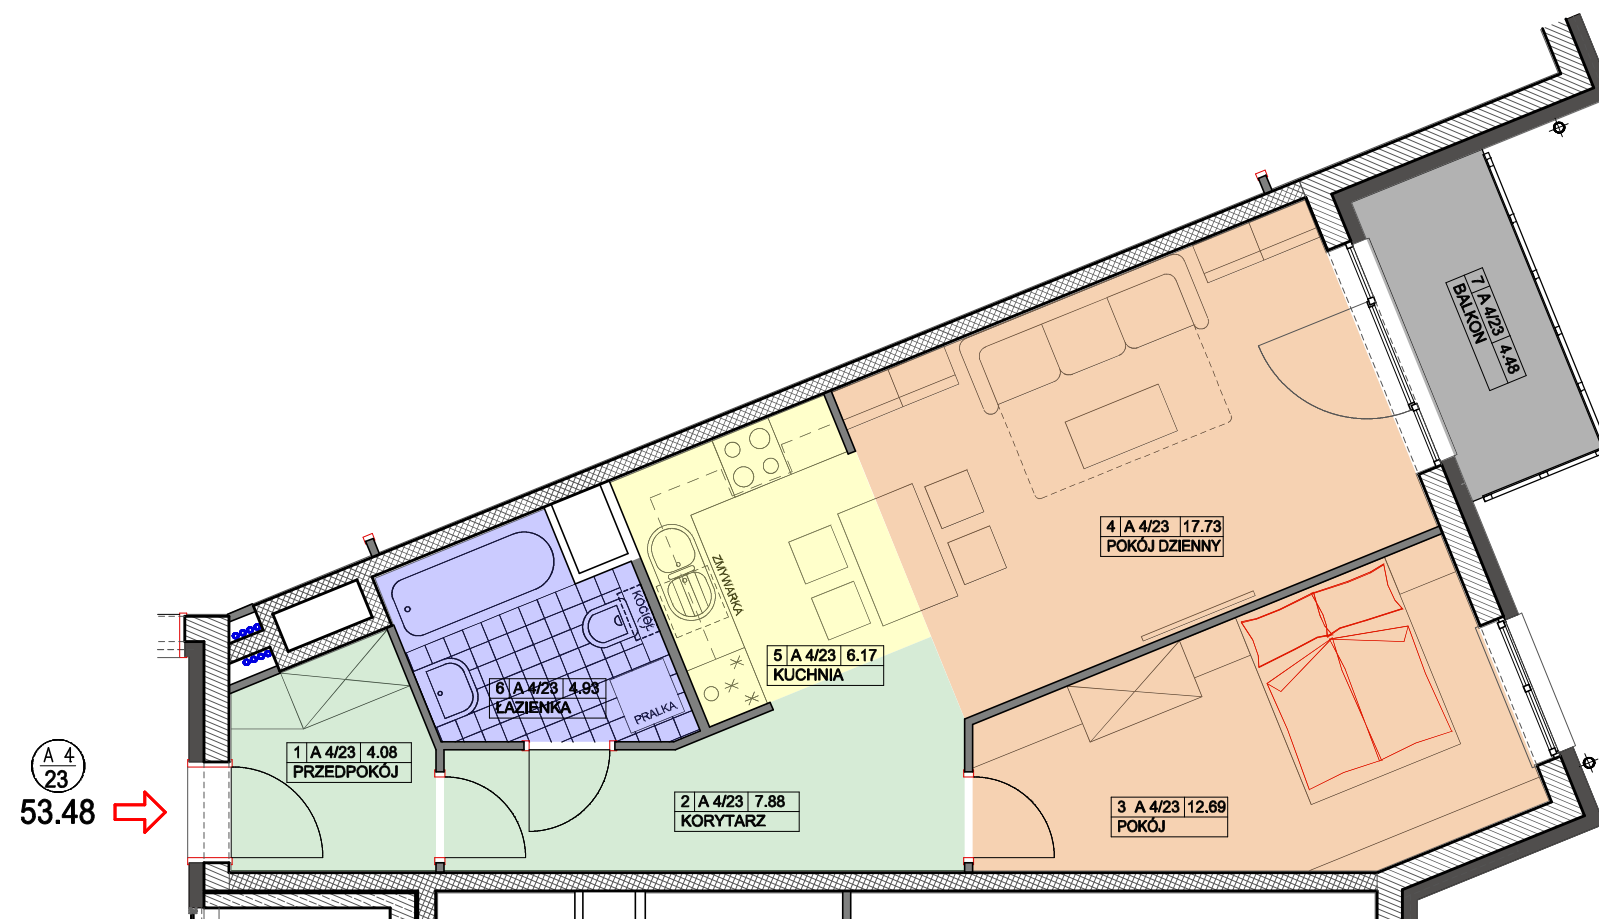 A 4
23
53.48
1 A 4/23 4.08
PRZEDPOKÓJ
2 A 4/23 7.88
KORYTARZ
3 A 4/23 12.69
POKÓJ
4 A 4/23 17.73
POKÓJ DZIENNY
5 A 4/23 6.17
KUCHNIA
6 A 4/23 4.93
ŁAZIENKA
7 A 4/23 4.48
BALKON
ZMYWARKA
KOCIOŁ
PRALKA